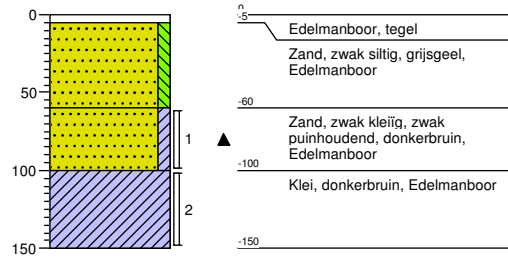 0
50
100
150
1
2
0
-5
Edelmanboor, tegel
Zand, zwak siltig, grijsgeel,
Edelmanboor
-60
Zand, zwak kleiïg, zwak
puinhoudend, donkerbruin,
Edelmanboor
-100
Klei, donkerbruin, Edelmanboor
-150